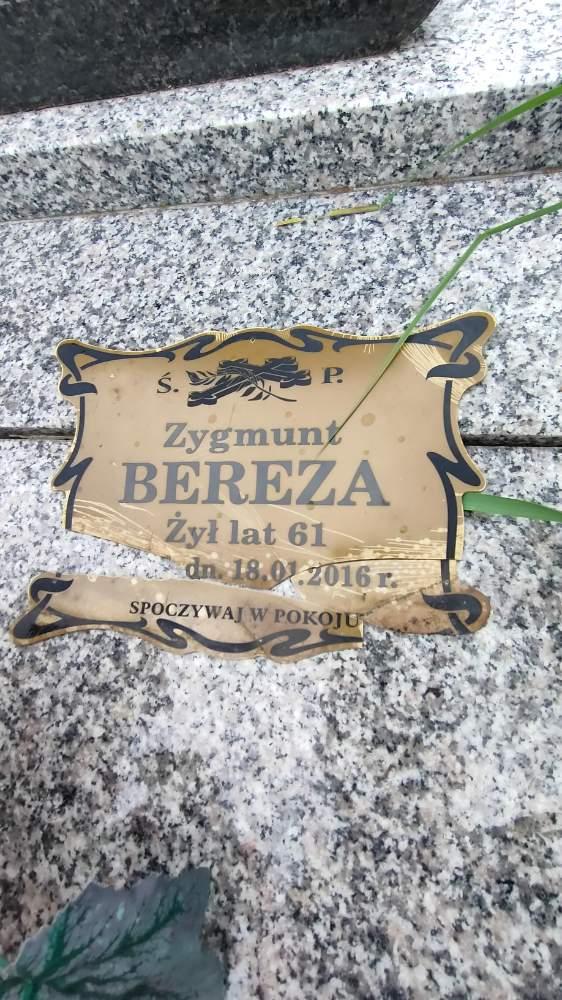 Ś. P.
Zygmunt
BEREZA
Żył lat 61
dn. 18.01.2016 r.
SPOCZYWAJ W POKOJU